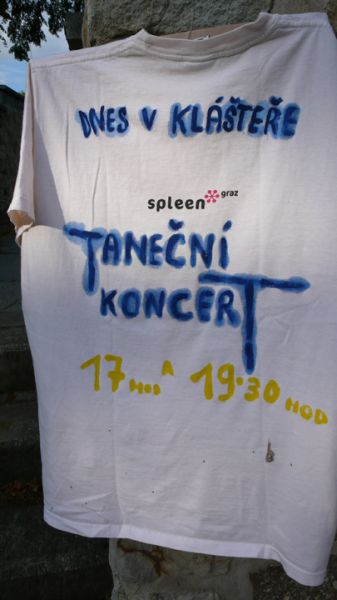 DNES V KLÁŠTEŘE
spleen graz
TANEČNÍ
KONCERT
17 HOD A 19.30 HOD